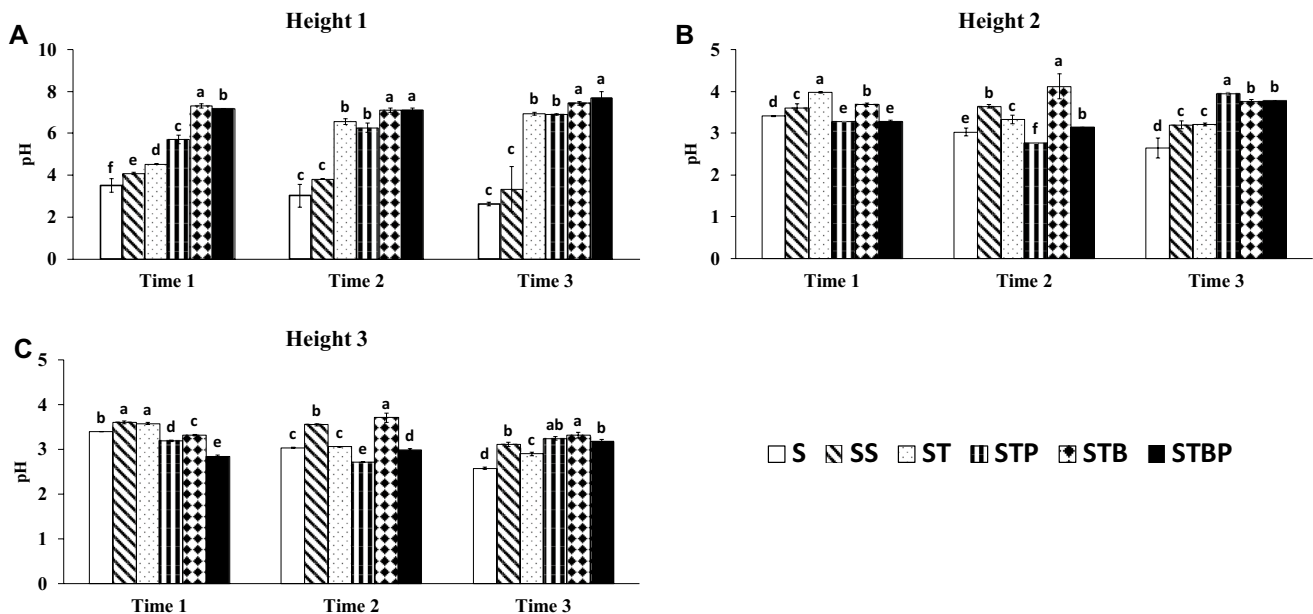 A
Height 1
10
8
6
4
2
0
pH
f e d c a b
c c b b a a
c c b b a a
Time 1 Time 2 Time 3
B
Height 2
5
4
3
2
1
0
pH
d c a e b e
e b c f a b
d c c a b b
Time 1 Time 2 Time 3
C
Height 3
5
4
3
2
1
0
pH
b a a d c e
c b c e a d
d b c ab a b
Time 1 Time 2 Time 3
S SS ST STP STB STBP